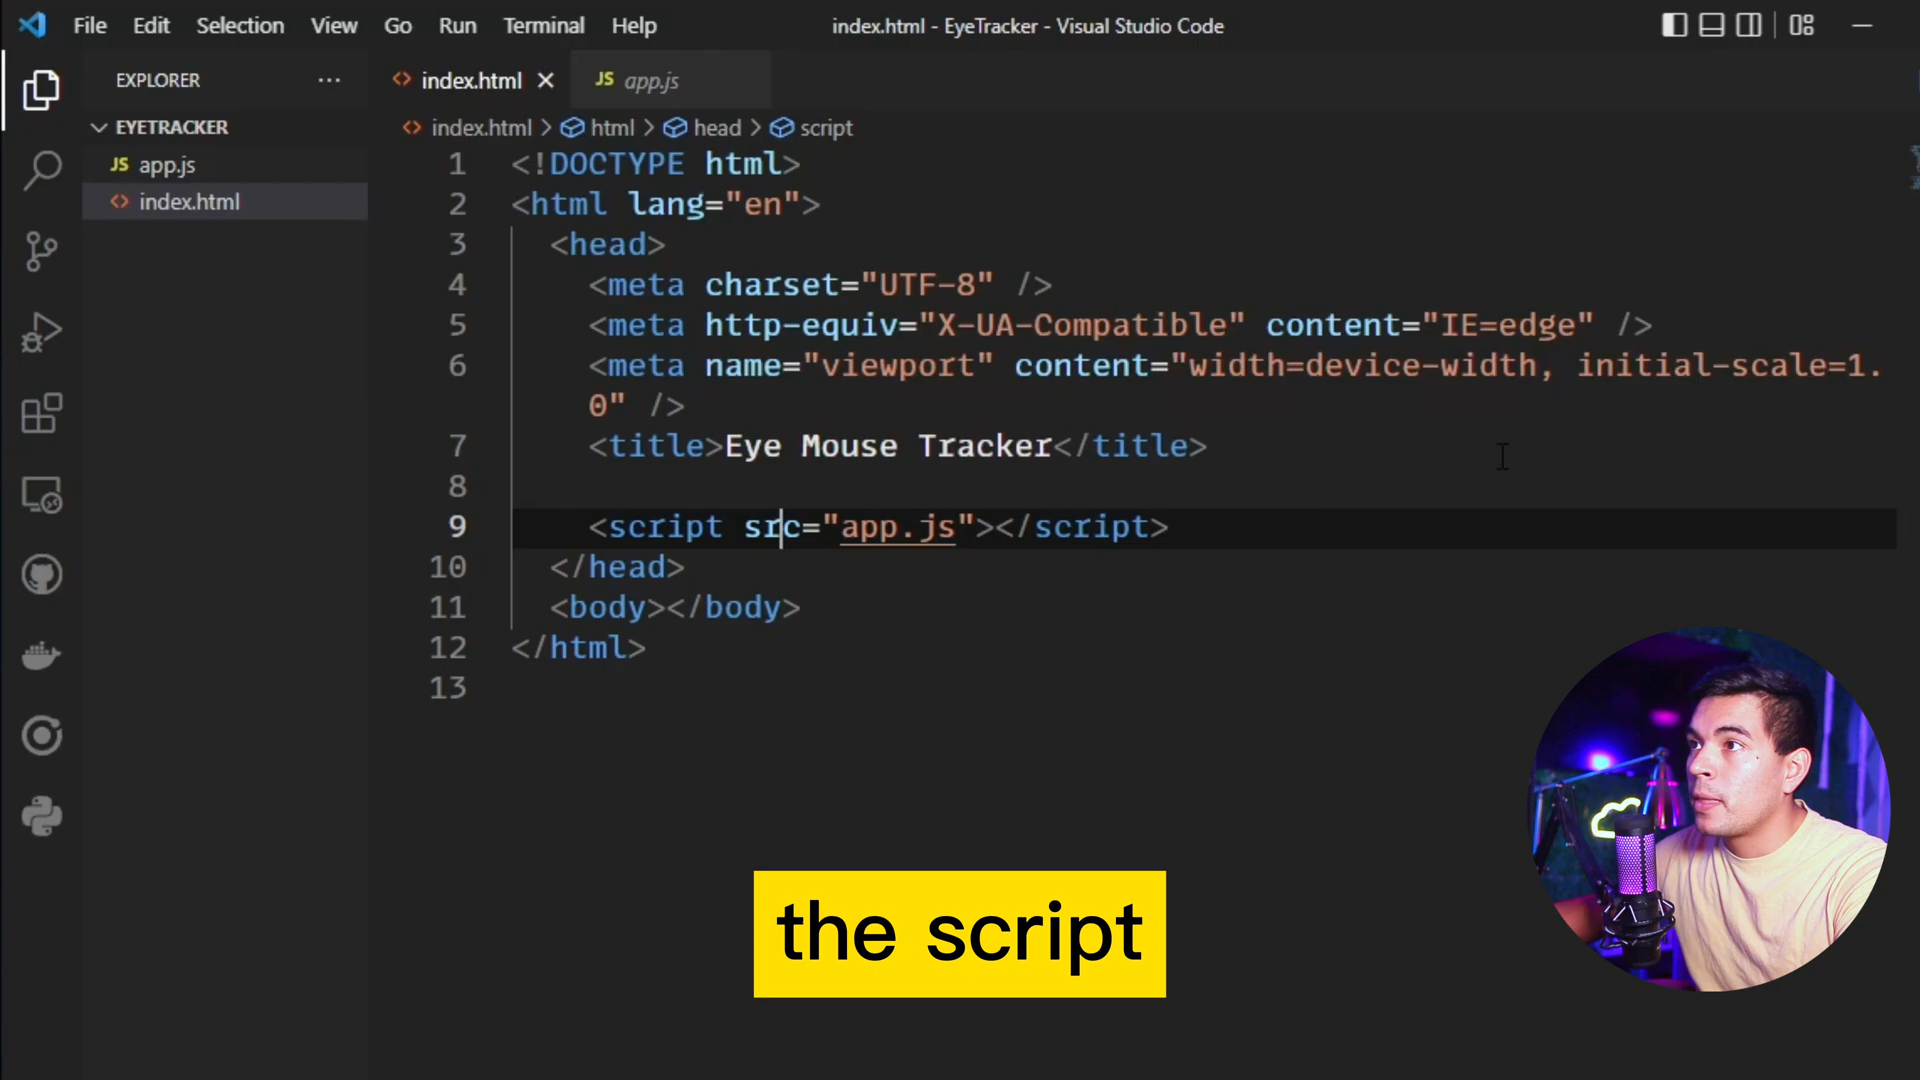 File Edit Selection View Go Run Terminal Help
index.html - EyeTracker - Visual Studio Code
EXPLORER
EYETRACKER
JS app.js
<> index.html
<> index.html
JS app.js
<> index.html > html > head > script
1 <!DOCTYPE html>
2 <html lang="en">
3 <head>
4 <meta charset="UTF-8" />
5 <meta http-equiv="X-UA-Compatible" content="IE=edge" />
6 <meta name="viewport" content="width=device-width, initial-scale=1.
0" />
7 <title>Eye Mouse Tracker</title>
8
9 <script src="app.js"></script>
10 </head>
11 <body></body>
12 </html>
13
the script